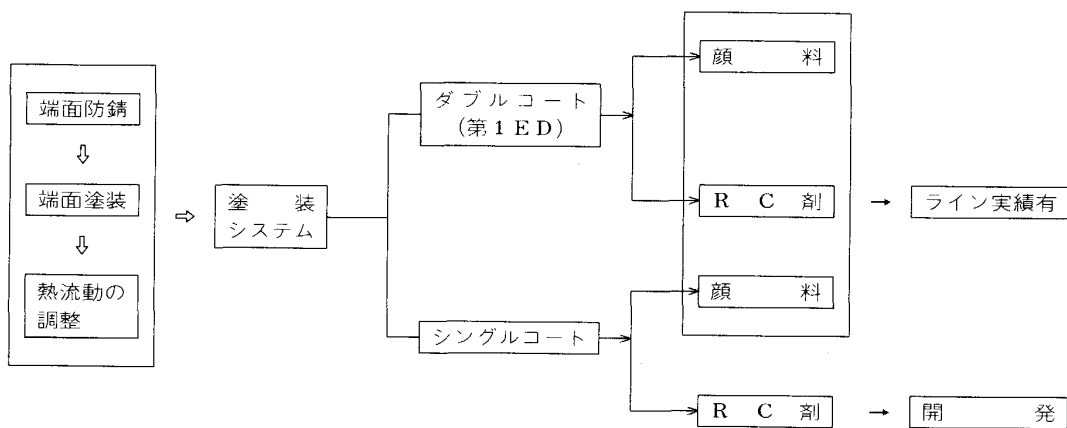 端面防錆
⇩
端面塗装
⇩
熱流動の
調整
⇨
塗装
システム
ダブルコート
(第1ED)
顔料
RC剤
→
ライン実績有
シングルコート
顔料
RC剤
→
開発